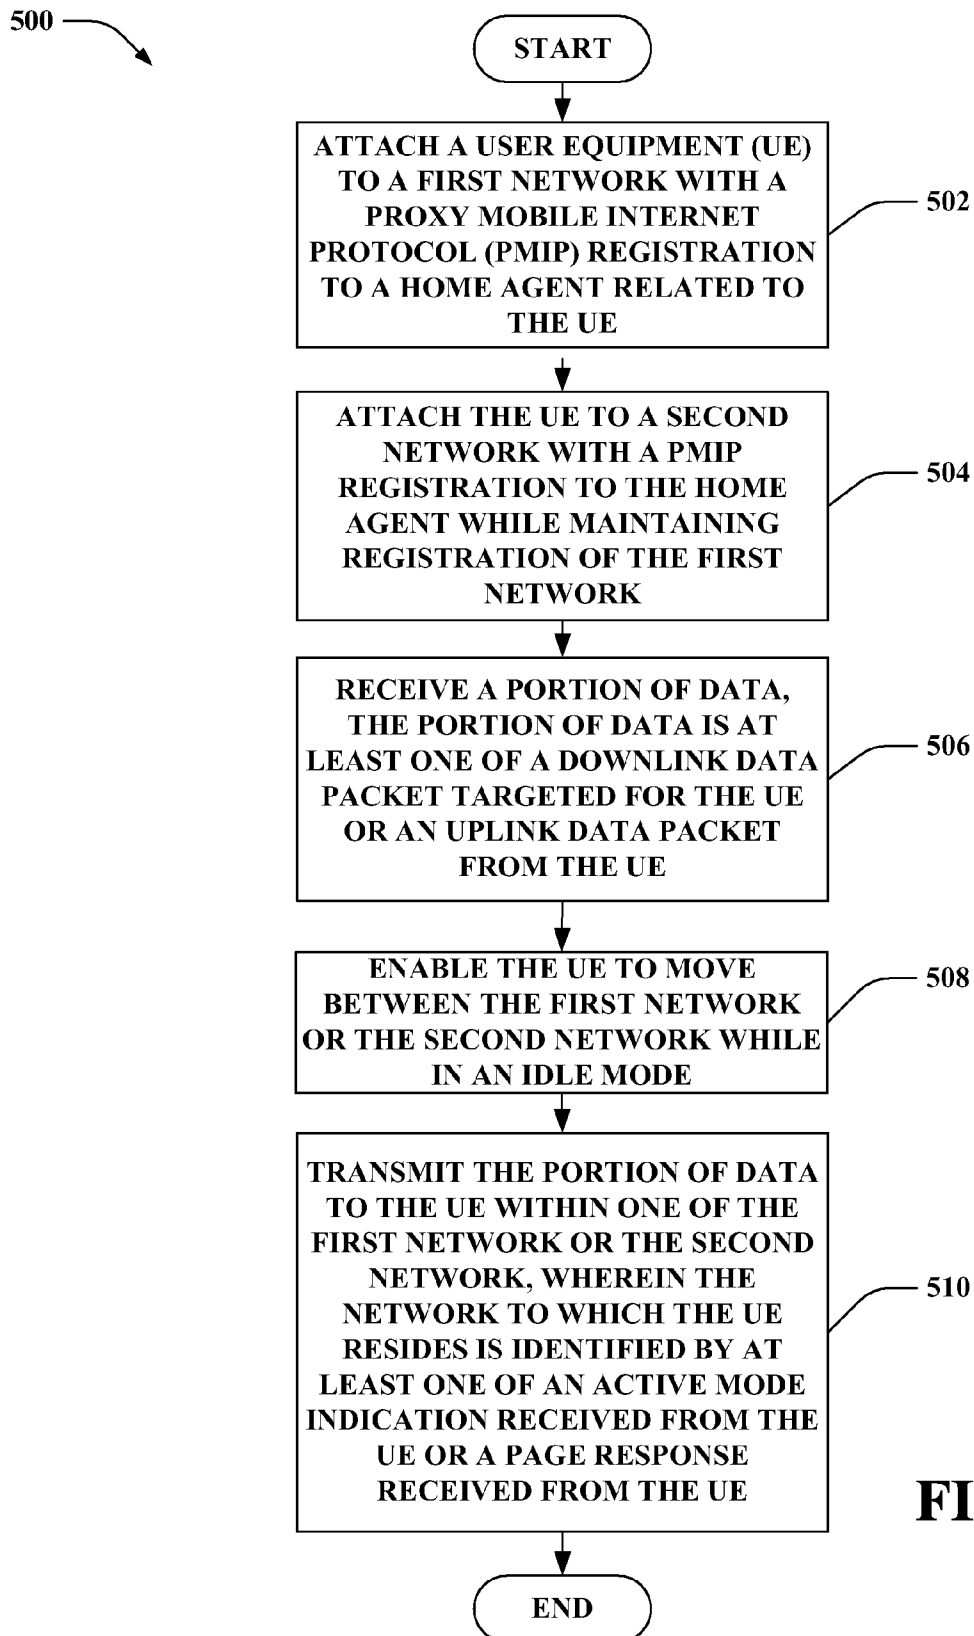 500
START
ATTACH A USER EQUIPMENT (UE)
TO A FIRST NETWORK WITH A
PROXY MOBILE INTERNET
PROTOCOL (PMIP) REGISTRATION
TO A HOME AGENT RELATED TO
THE UE
502
ATTACH THE UE TO A SECOND
NETWORK WITH A PMIP
REGISTRATION TO THE HOME
AGENT WHILE MAINTAINING
REGISTRATION OF THE FIRST
NETWORK
504
RECEIVE A PORTION OF DATA,
THE PORTION OF DATA IS AT
LEAST ONE OF A DOWNLINK DATA
PACKET TARGETED FOR THE UE
OR AN UPLINK DATA PACKET
FROM THE UE
506
ENABLE THE UE TO MOVE
BETWEEN THE FIRST NETWORK
OR THE SECOND NETWORK WHILE
IN AN IDLE MODE
508
TRANSMIT THE PORTION OF DATA
TO THE UE WITHIN ONE OF THE
FIRST NETWORK OR THE SECOND
NETWORK, WHEREIN THE
NETWORK TO WHICH THE UE
RESIDES IS IDENTIFIED BY AT
LEAST ONE OF AN ACTIVE MODE
INDICATION RECEIVED FROM THE
UE OR A PAGE RESPONSE
RECEIVED FROM THE UE
510
FI
END